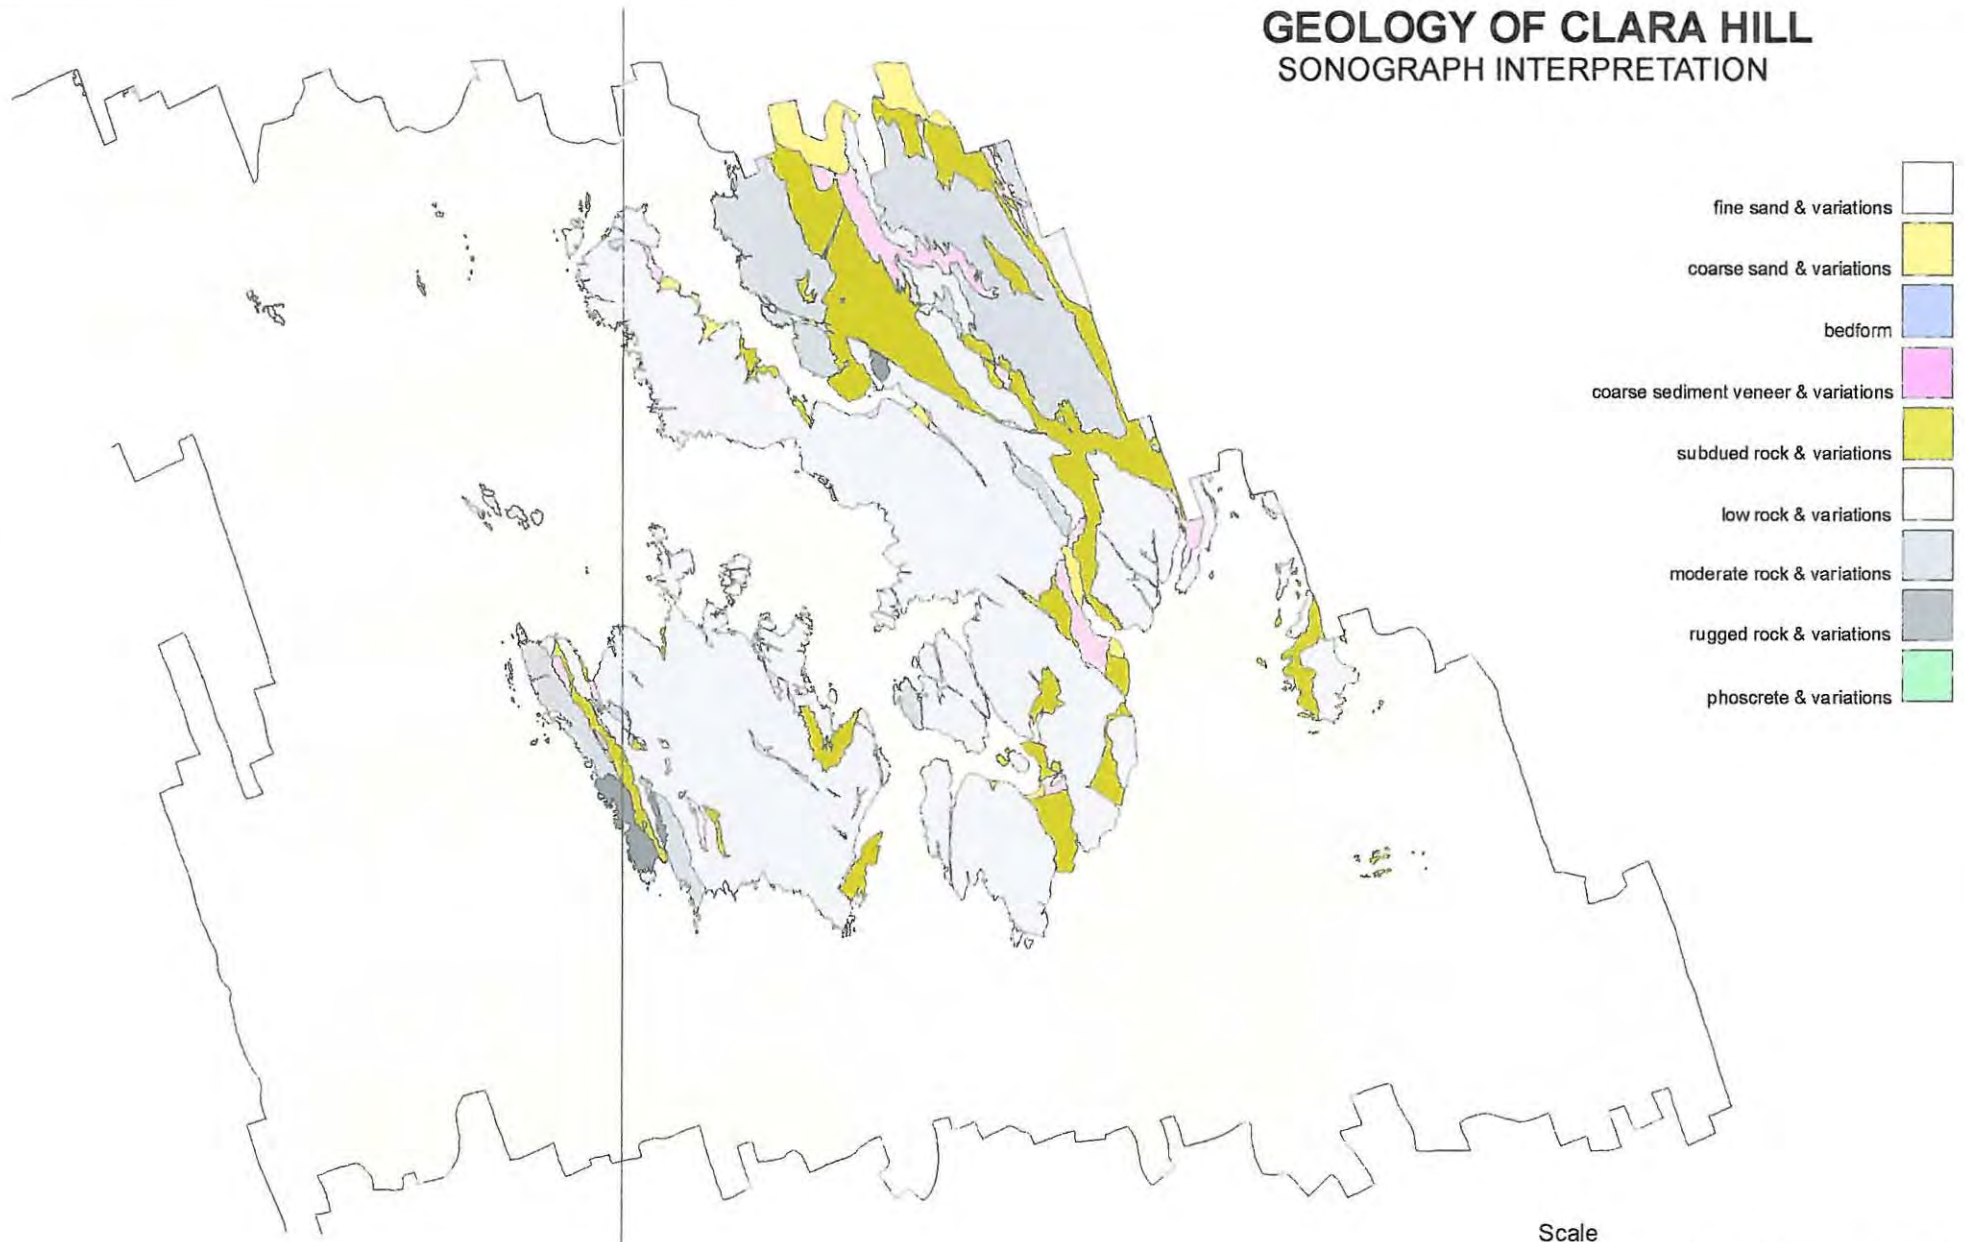 GEOLOGY OF CLARA HILL
SONOGRAPH INTERPRETATION
fine sand & variations
coarse sand & variations
bedform
coarse sediment veneer & variations
subdued rock & variations
low rock & variations
moderate rock & variations
rugged rock & variations
phoscrete & variations
Scale